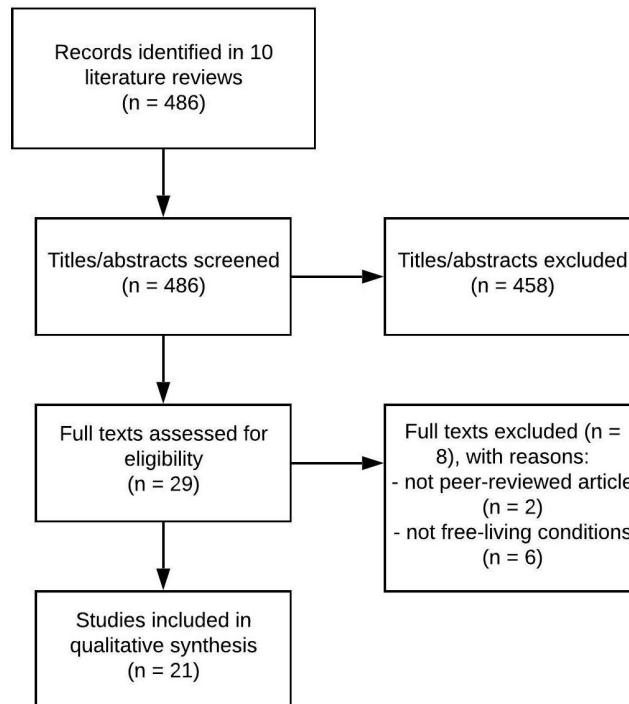 Records identified in 10
literature reviews
(n = 486)
Titles/abstracts screened
(n = 486)
Titles/abstracts excluded
(n = 458)
Full texts assessed for
eligibility
(n = 29)
Full texts excluded (n =
8), with reasons:
- not peer-reviewed article
(n = 2)
- not free-living conditions
(n = 6)
Studies included in
qualitative synthesis
(n = 21)